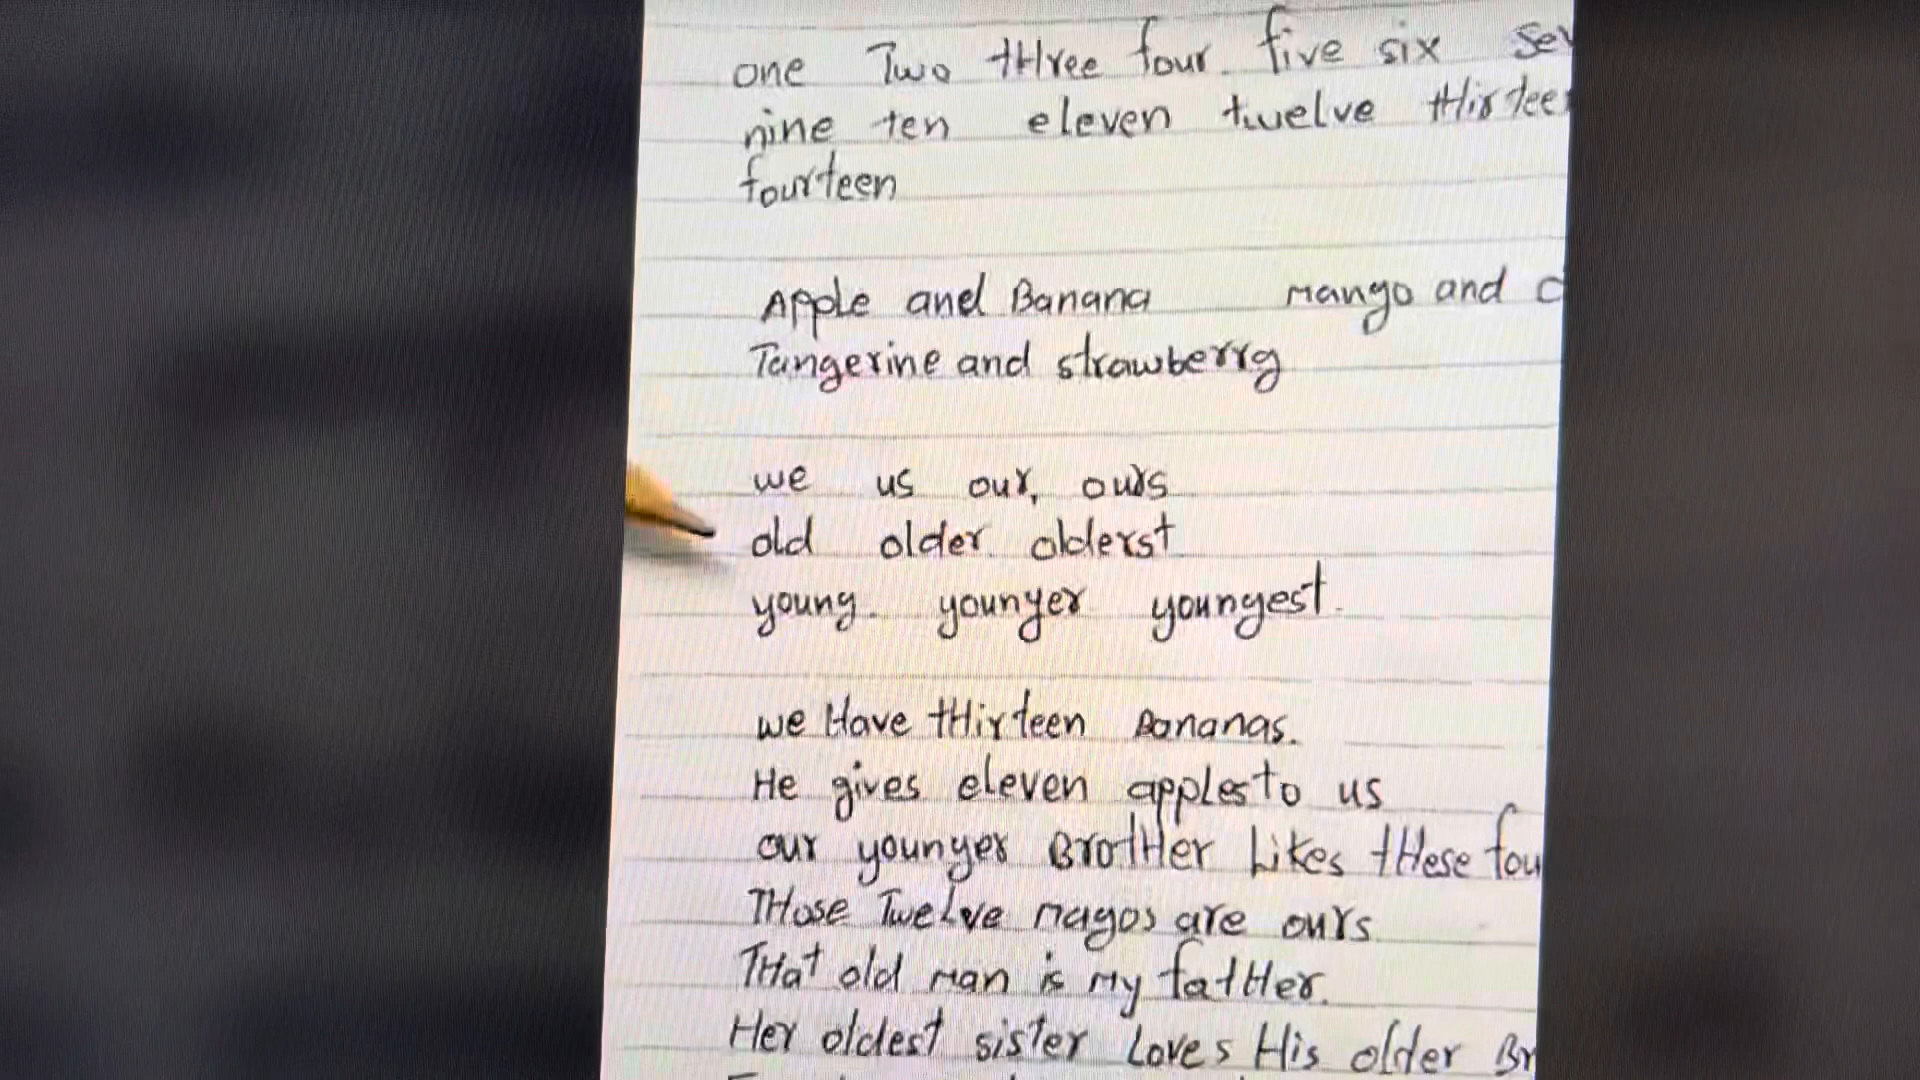 one Two tHree four five six
nine ten eleven twelve tHirteen
fourteen
Apple and Banana mango and
Tangerine and strawberry
we us our, ours
old older olderst
young younger youngest.
we Have tHirteen Bananas.
He gives eleven apples to us
our younger BrotHer Likes tHese
THose Twelve magos are ours
THat old man is my fatHer.
Her oldest sister Loves His older